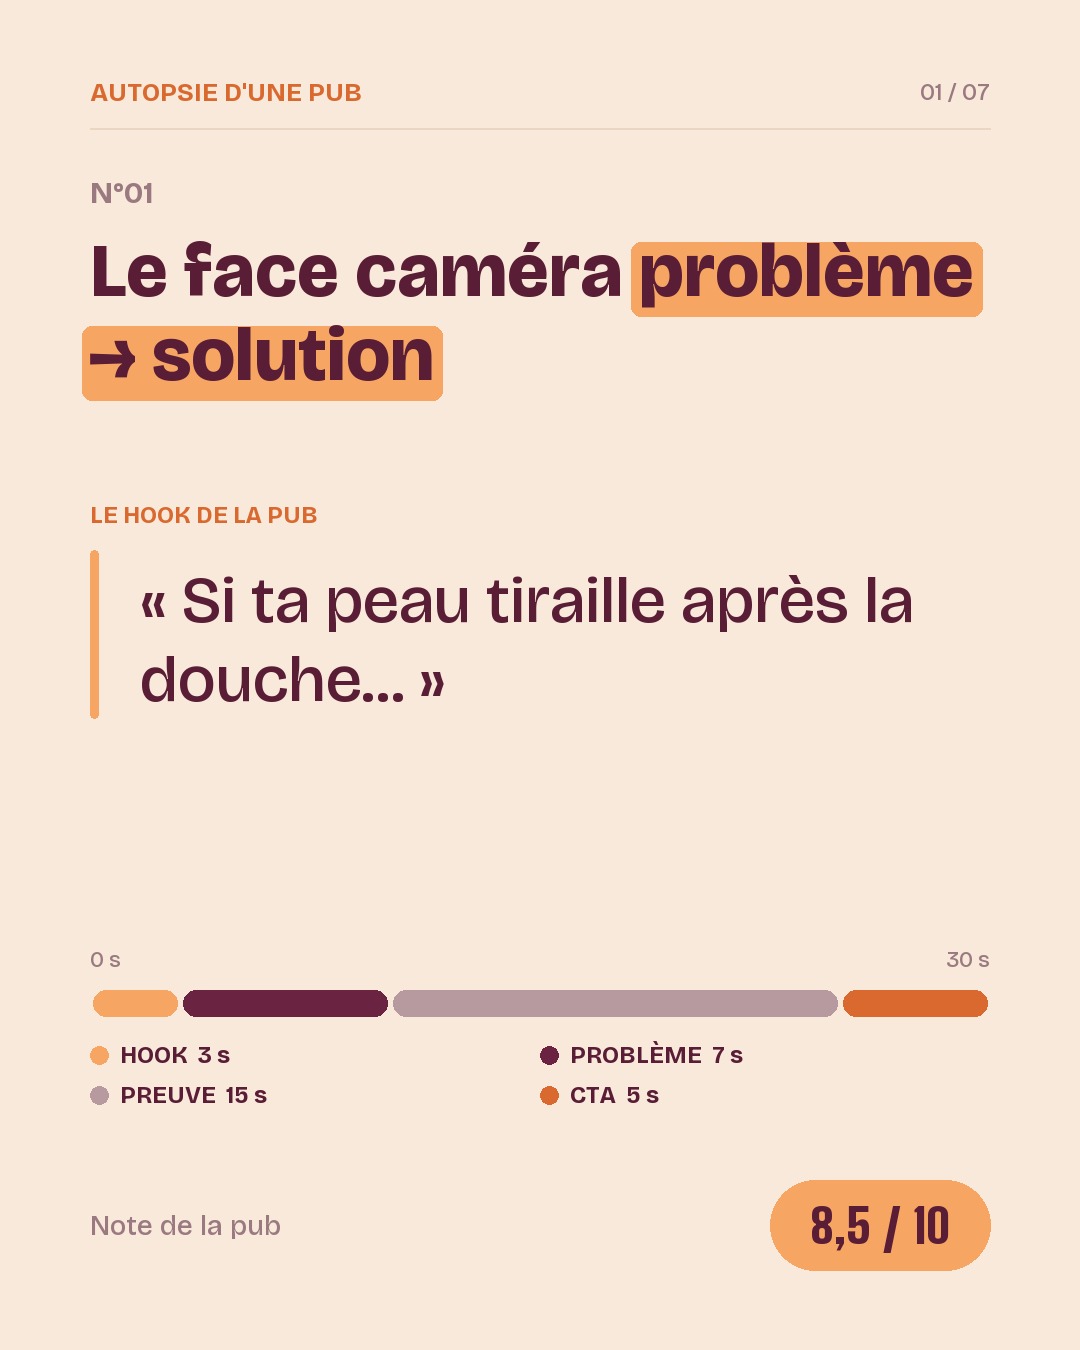 AUTOPSIE D'UNE PUB
01 / 07
N°01
Le face caméra problème
→ solution
LE HOOK DE LA PUB
« Si ta peau tiraille après la
douche... »
0 s
30 s
HOOK 3 s
PROBLÈME 7 s
PREUVE 15 s
CTA 5 s
Note de la pub
8,5 / 10